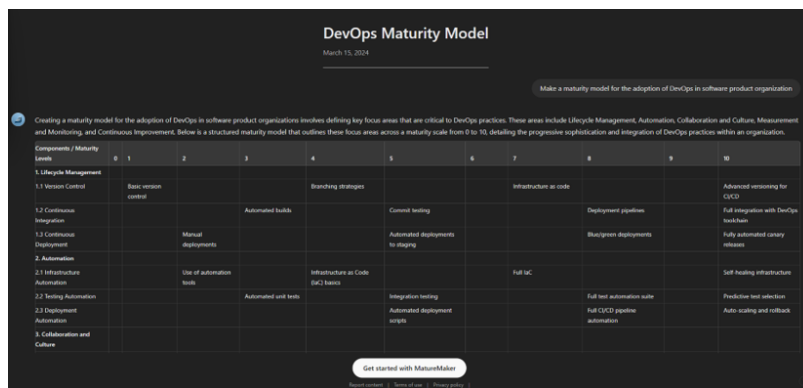 DevOps Maturity Model
March 15, 2024
Make a maturity model for the adoption of DevOps in software product organization
Creating a maturity model for the adoption of DevOps in software product organizations involves defining key focus areas that are critical to DevOps practices. These areas include Lifecycle Management, Automation, Collaboration and Culture, Measurement
and Monitoring, and Continuous Improvement. Below is a structured maturity model that outlines these focus areas across a maturity scale from 0 to 10, detailing the progressive sophistication and integration of DevOps practices within an organization.
Components / Maturity
Levels 0 1 2 3 4 5 6 7 8 9 10
1. Lifecycle Management
1.1 Version Control Basic version Branching strategies Infrastructure as code Advanced versioning for
control CI/CD
1.2 Continuous Automated builds Commit testing Deployment pipelines Full integration with DevOps
Integration toolchain
1.3 Continuous Manual Automated deployments Blue/green deployments Fully automated canary
Deployment deployments to staging releases
2. Automation
2.1 Infrastructure Use of automation Infrastructure as Code Full IaC Self-healing infrastructure
Automation tools (IaC) basics
2.2 Testing Automation Automated unit tests Integration testing Full test automation suite Predictive test selection
2.3 Deployment Automated deployment Full CI/CD pipeline Auto-scaling and rollback
Automation scripts automation
3. Collaboration and
Culture
Get started with MatureMaker
Report content | Terms of use | Privacy policy |